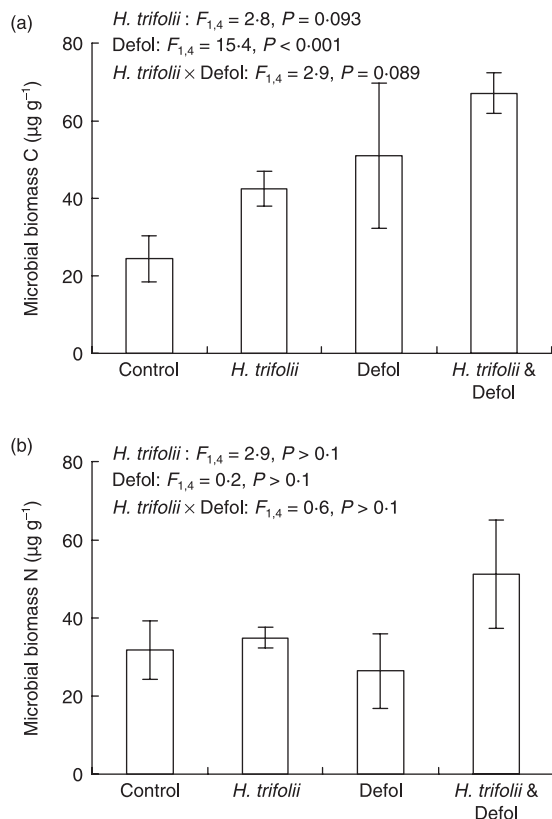 (a)
H. trifolii : F1,4 = 2·8, P = 0·093
Defol: F1,4 = 15·4, P < 0·001
H. trifolii × Defol: F1,4 = 2·9, P = 0·089
Microbial biomass C (µg g⁻¹)
80
60
40
20
0
Control H. trifolii Defol H. trifolii &
Defol
(b)
H. trifolii : F1,4 = 2·9, P > 0·1
Defol: F1,4 = 0·2, P > 0·1
H. trifolii × Defol: F1,4 = 0·6, P > 0·1
Microbial biomass N (µg g⁻¹)
80
60
40
20
0
Control H. trifolii Defol H. trifolii &
Defol